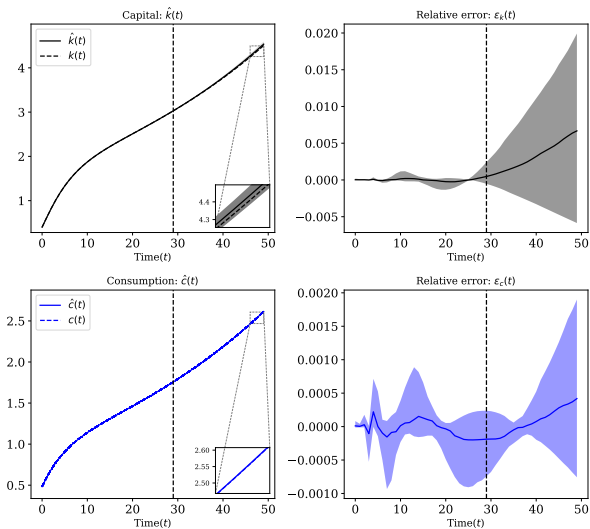 Capital: k̂(t)
k̂(t)
k(t)
4
3
2
1
4.4
4.3
0 10 20 30 40 50
Time(t)
Relative error: εk(t)
0.020
0.015
0.010
0.005
0.000
−0.005
0 10 20 30 40 50
Time(t)
Consumption: ĉ(t)
ĉ(t)
c(t)
2.5
2.0
1.5
1.0
0.5
2.60
2.55
2.50
0 10 20 30 40 50
Time(t)
Relative error: εc(t)
0.0020
0.0015
0.0010
0.0005
0.0000
−0.0005
−0.0010
0 10 20 30 40 50
Time(t)